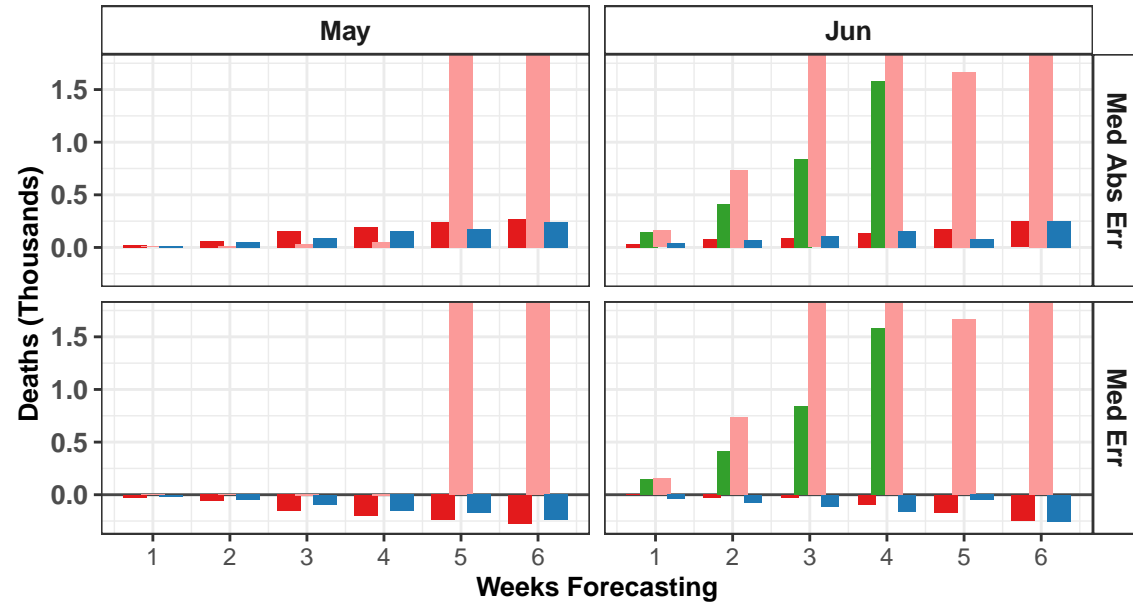 May Jun
1.5
1.0
0.5
0.0
Med Abs Err
1.5
1.0
0.5
0.0
Med Err
Deaths (Thousands)
1 2 3 4 5 6 1 2 3 4 5 6
Weeks Forecasting